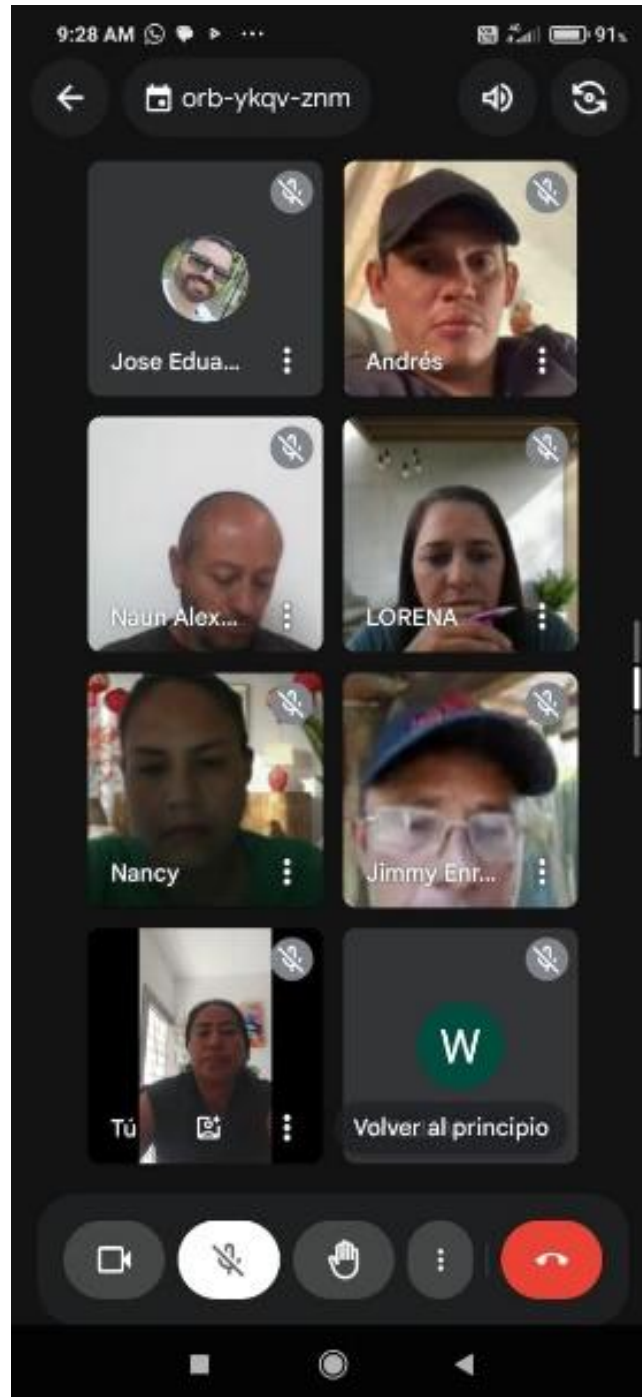 9:28 AM ... 4G 91%
orb-ykqv-znm
Jose Edua...
Andrés
Naun Alex...
LORENA
Nancy
Jimmy Enr...
Tú
W
Volver al principio